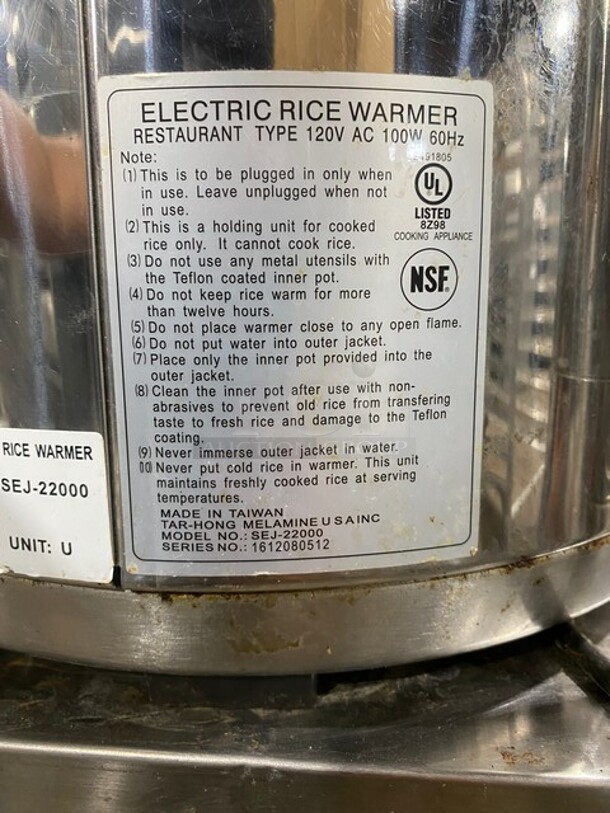 ELECTRIC RICE WARMER
RESTAURANT TYPE 120V AC 100W 60Hz
Note:
(1) This is to be plugged in only when
in use. Leave unplugged when not
in use.
(2) This is a holding unit for cooked
rice only. It cannot cook rice.
(3) Do not use any metal utensils with
the Teflon coated inner pot.
(4) Do not keep rice warm for more
than twelve hours.
(5) Do not place warmer close to any open flame.
(6) Do not put water into outer jacket.
(7) Place only the inner pot provided into the
outer jacket.
(8) Clean the inner pot after use with non-
abrasives to prevent old rice from transfering
taste to fresh rice and damage to the Teflon
coating.
(9) Never immerse outer jacket in water.
(10) Never put cold rice in warmer. This unit
maintains freshly cooked rice at serving
temperatures.
MADE IN TAIWAN
TAR-HONG MELAMINE U S A INC
MODEL NO.: SEJ-22000
SERIES NO.: 1612080512
UL
LISTED
8Z98
COOKING APPLIANCE
NSF
RICE WARMER
SEJ-22000
UNIT: U